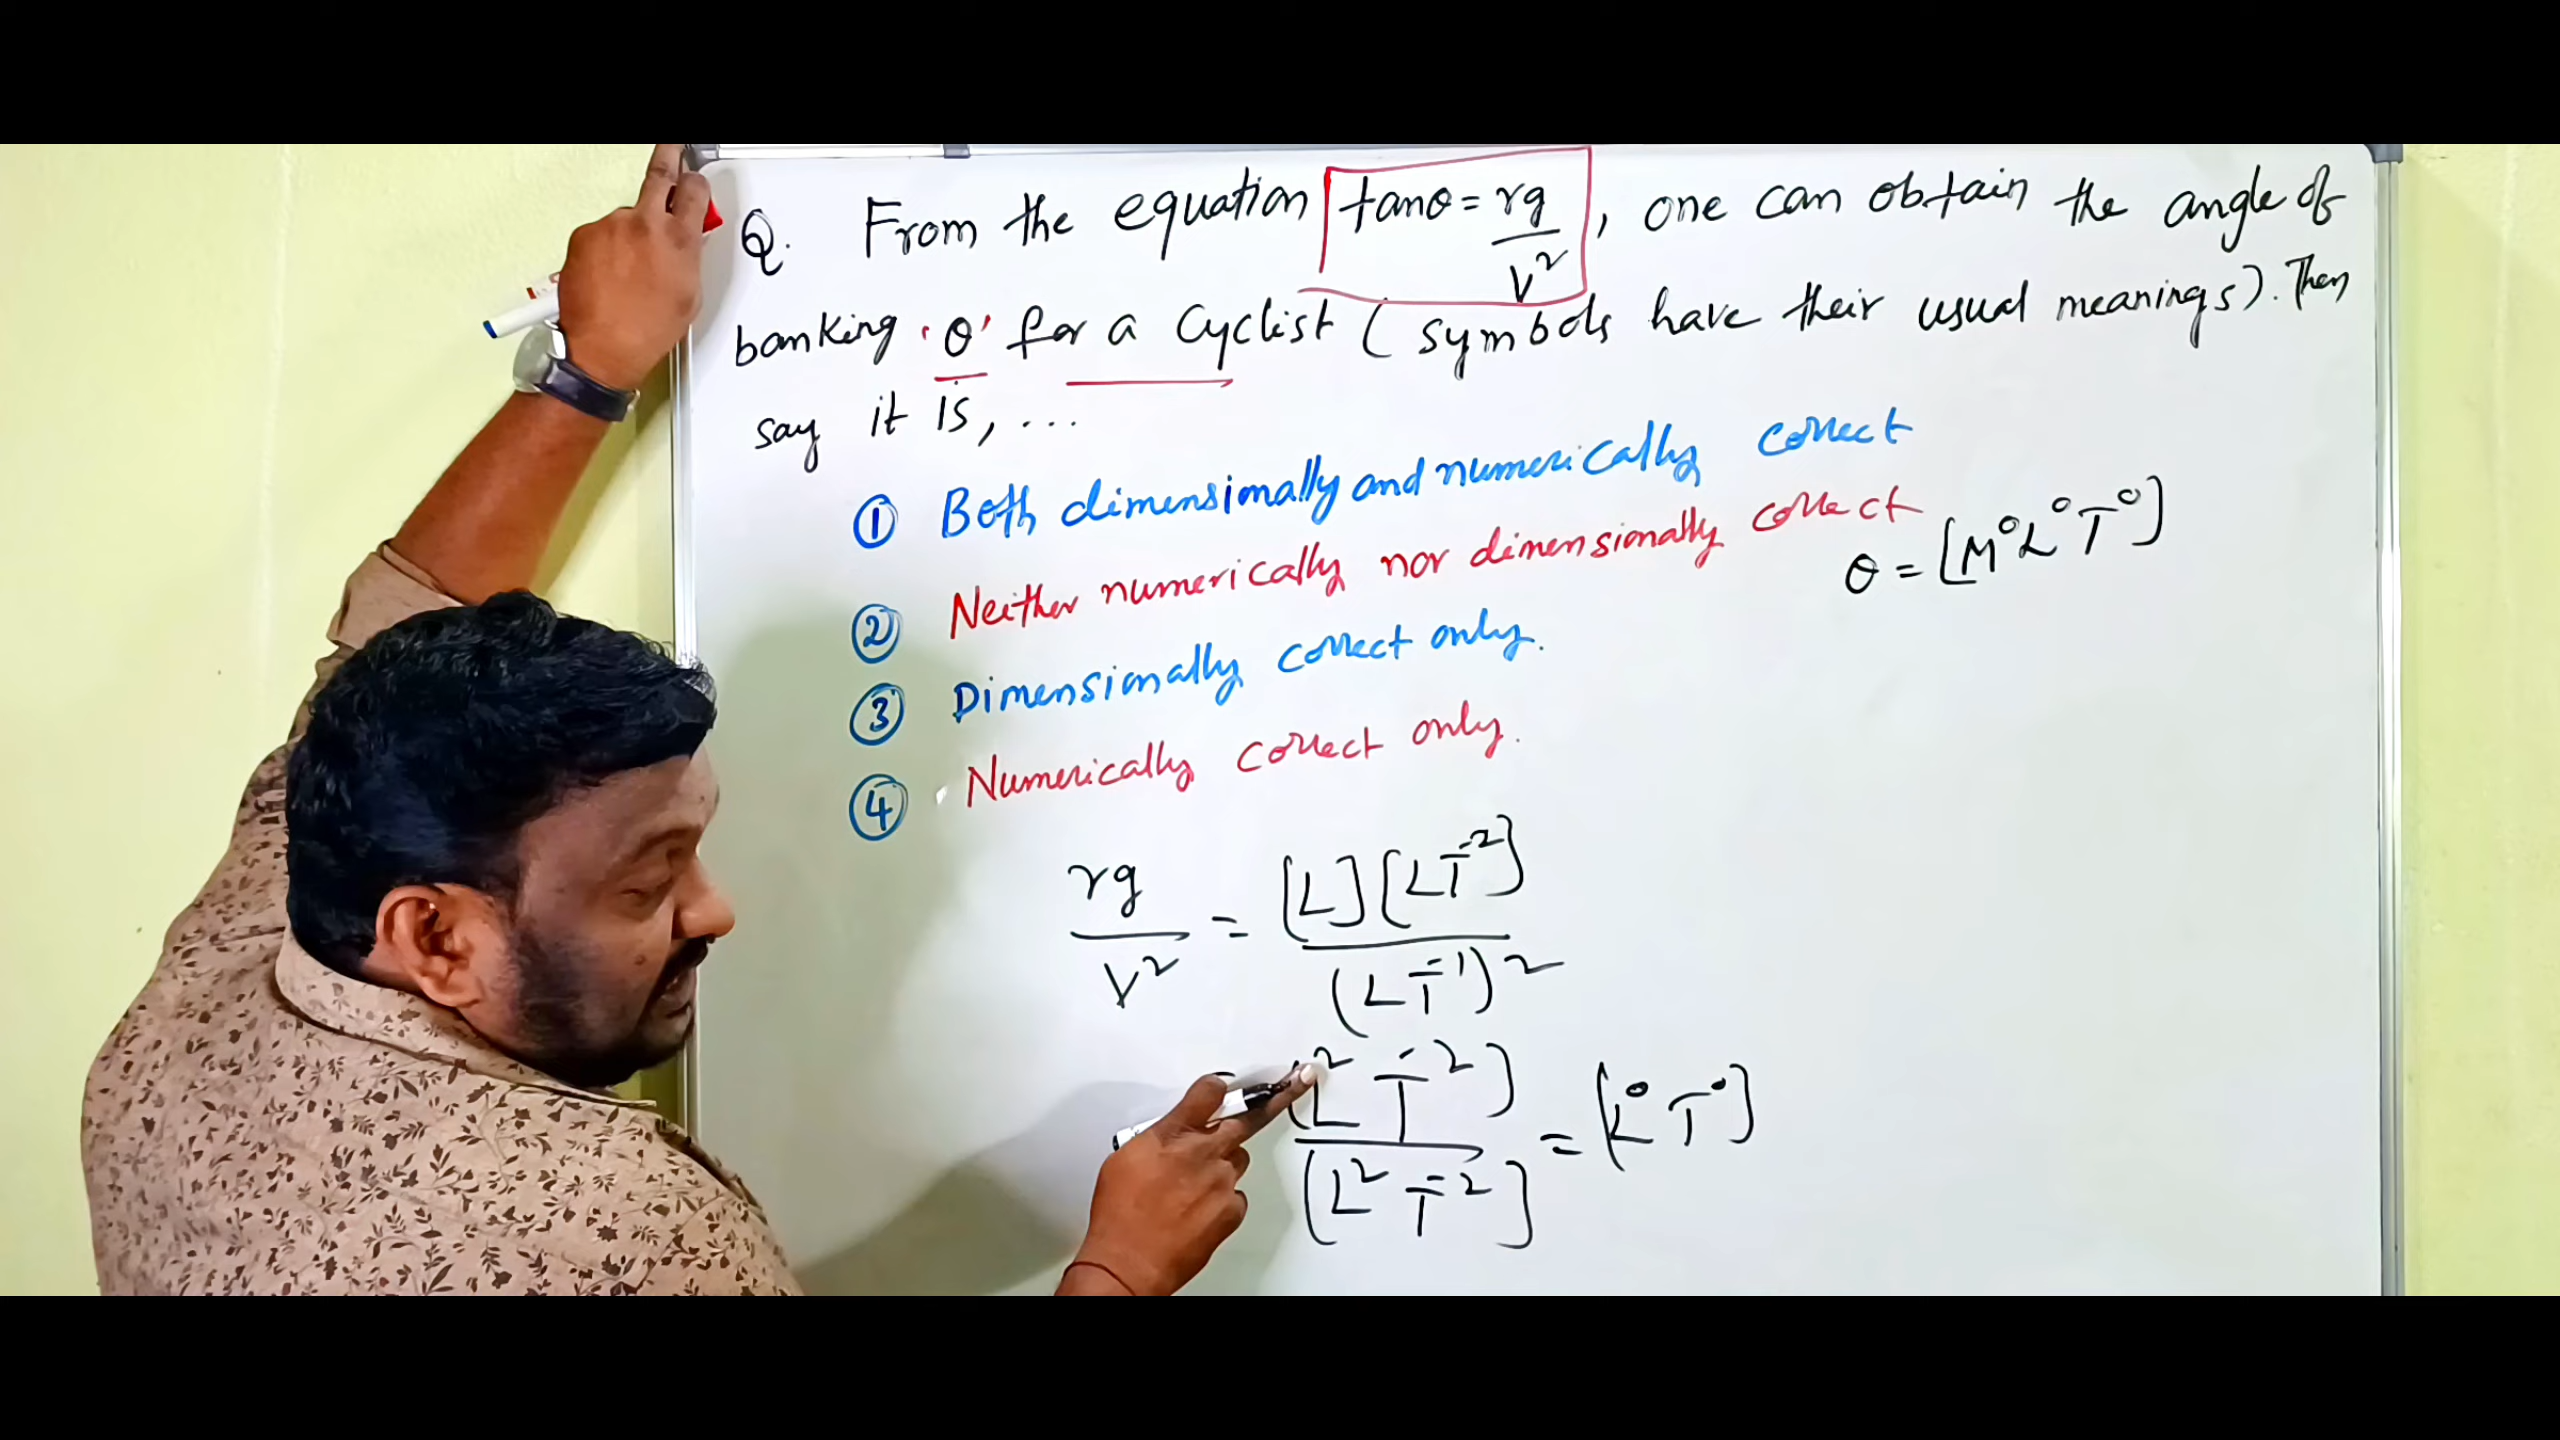 Q. From the equation tanθ = rg/V², one can obtain the angle of
banking 'θ' for a cyclist (symbols have their usual meanings). Then
say it is, ...
① Both dimensionally and numerically correct
② Neither numerically nor dimensionally correct
θ = [M⁰L⁰T⁰]
③ Dimensionally correct only.
④ Numerically correct only.
rg/V² = [L][LT⁻²]/(LT⁻¹)²
= [L²T⁻²]/[L²T⁻²] = [L⁰T⁰]